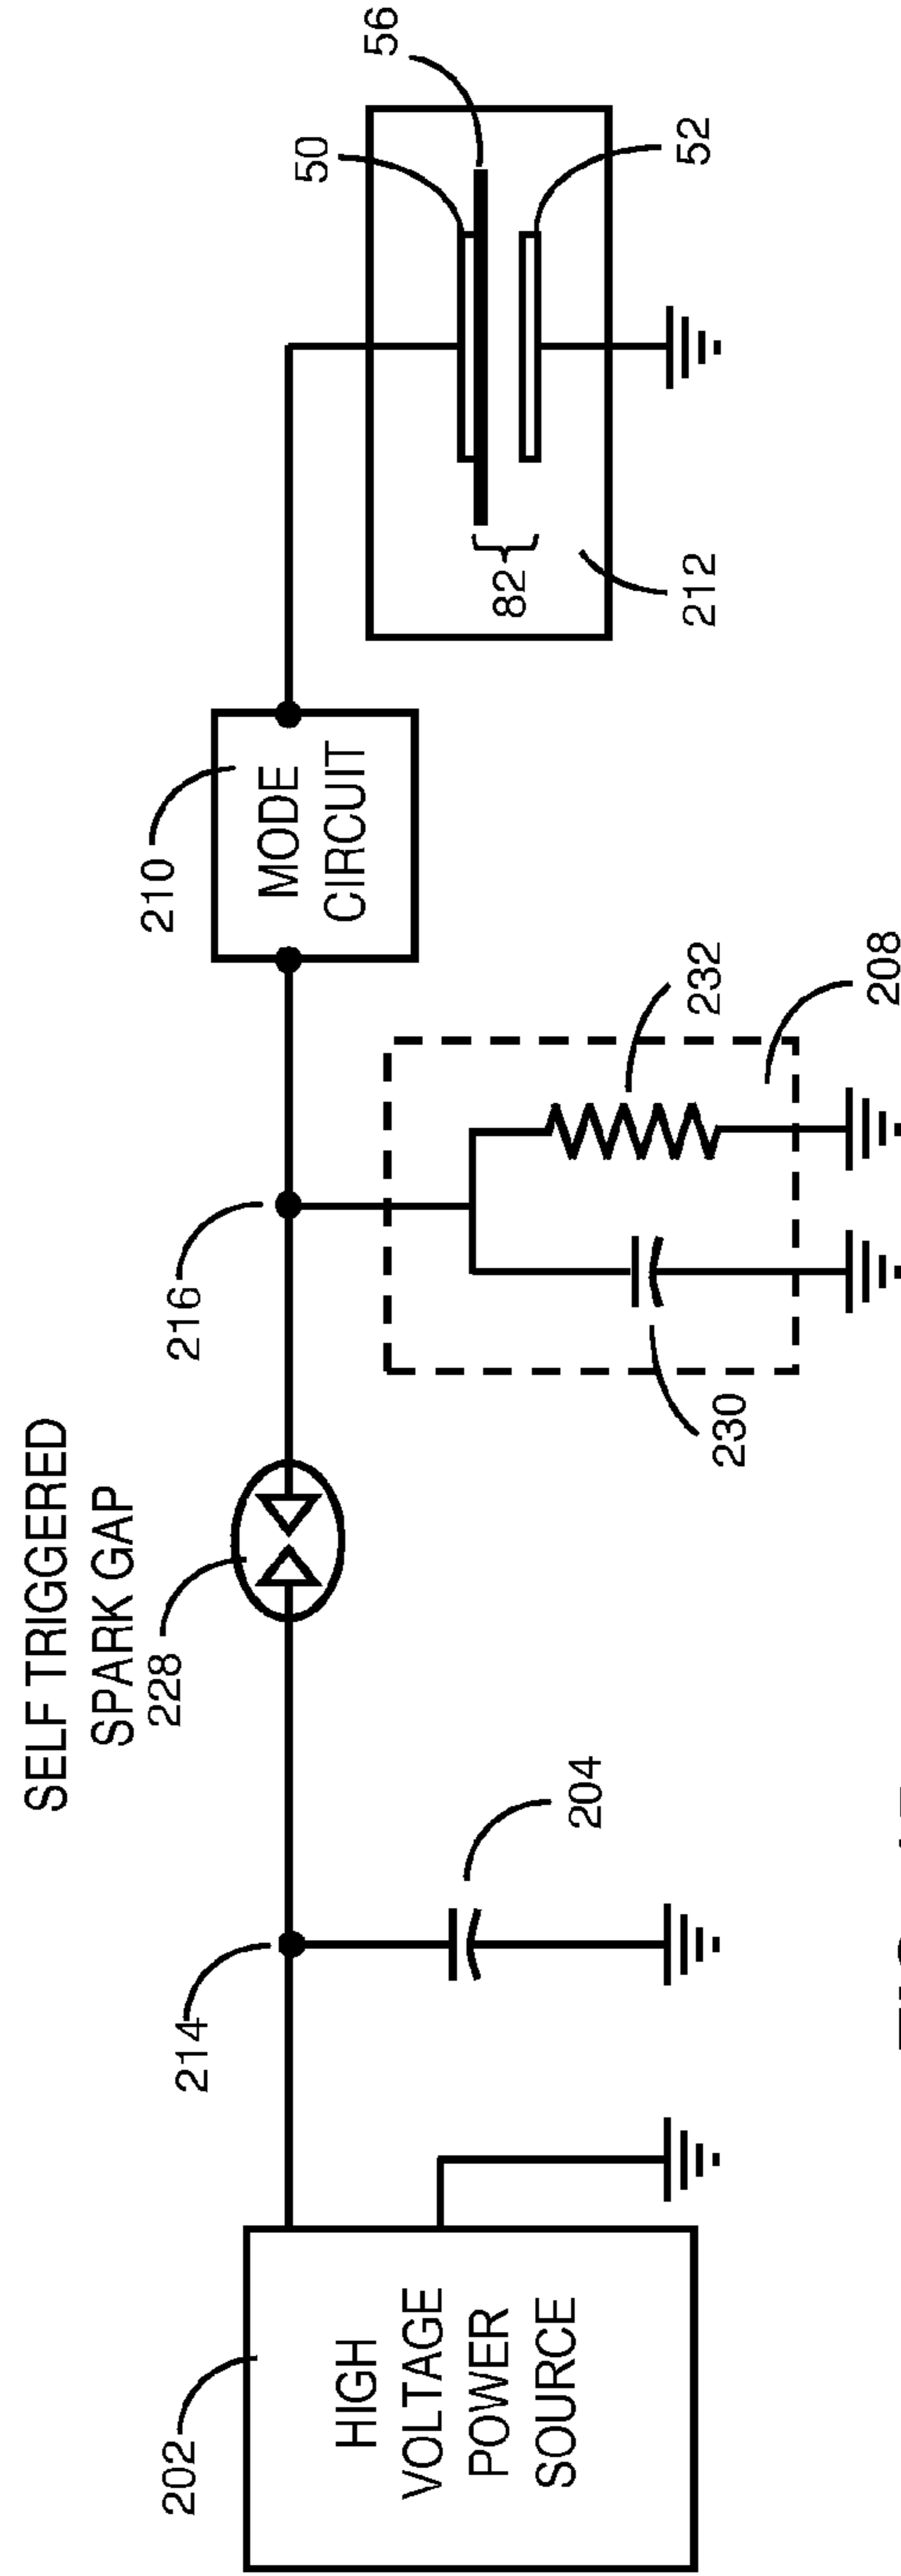 SELF TRIGGERED
SPARK GAP
228
202
HIGH
VOLTAGE
POWER
SOURCE
214
204
216
230
232
208
210
MODE
CIRCUIT
50
56
82
52
212